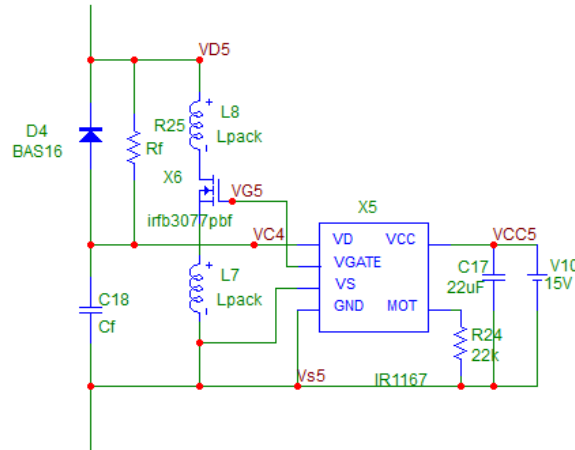 VD5
R25
L8
Lpack
D4
BAS16
Rf
X6
VG5
irfb3077pbf
X5
VC4
VD
VCC
VCC5
VGATE
L7
Lpack
VS
GND
MOT
C17
22uF
V10
15V
C18
Cf
R24
22k
Vs5
IR1167